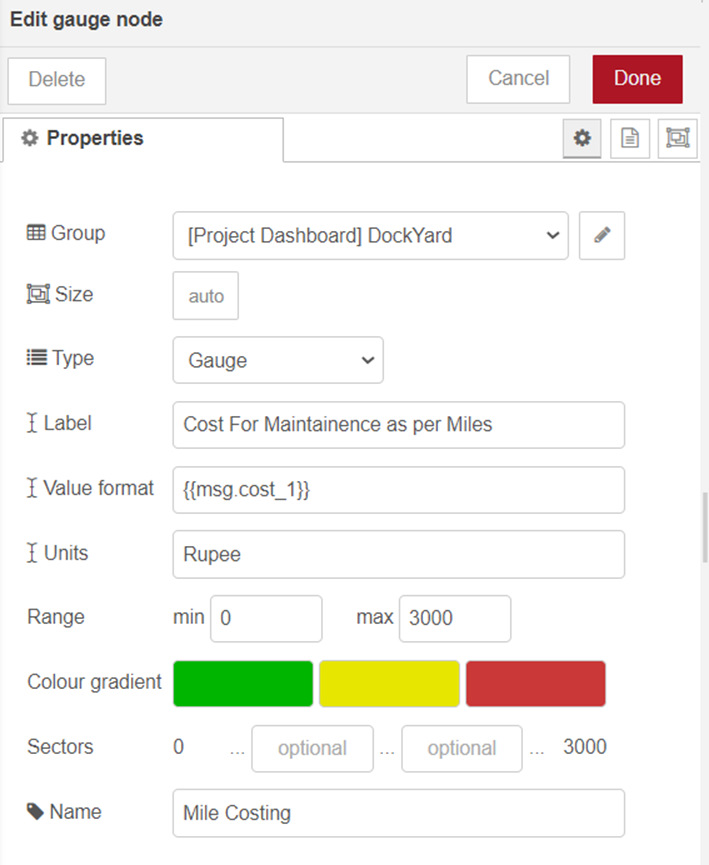 Edit gauge node
Delete Cancel Done
Properties
Group [Project Dashboard] DockYard
Size auto
Type Gauge
Label Cost For Maintainence as per Miles
Value format {{msg.cost_1}}
Units Rupee
Range min 0 max 3000
Colour gradient
Sectors 0 ... optional ... optional ... 3000
Name Mile Costing